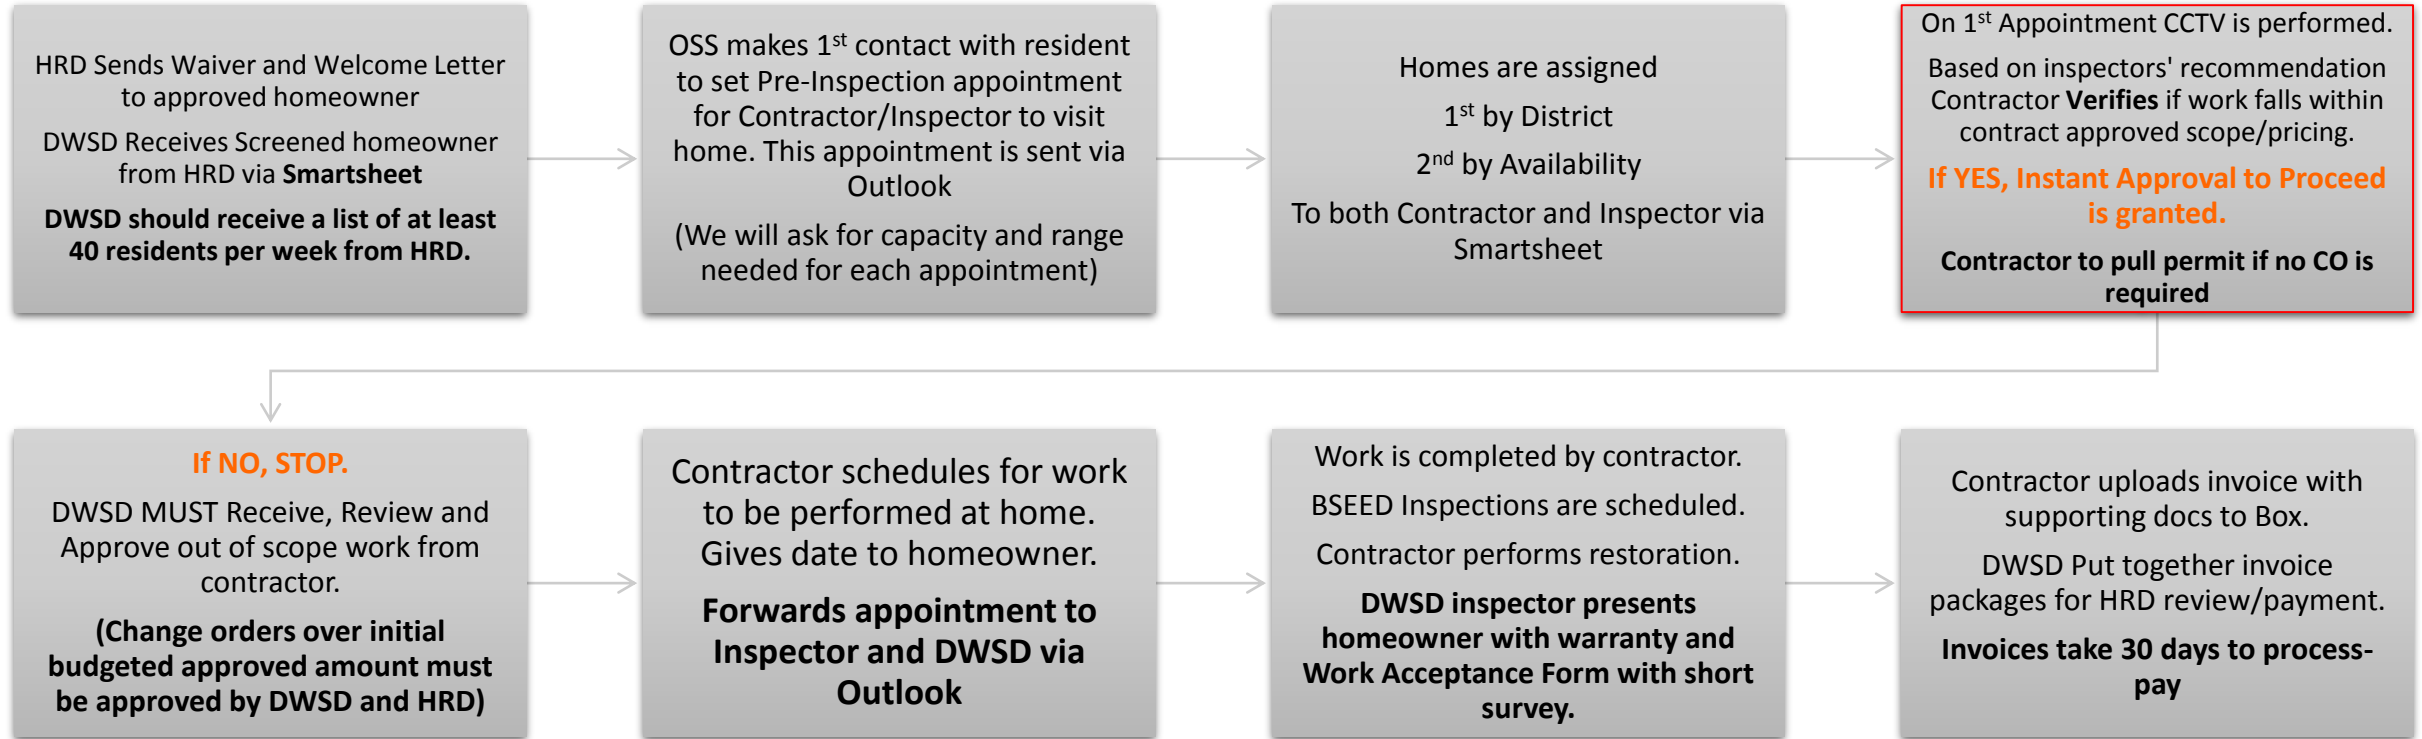 HRD Sends Waiver and Welcome Letter
to approved homeowner
DWSD Receives Screened homeowner
from HRD via Smartsheet
DWSD should receive a list of at least
40 residents per week from HRD.
OSS makes 1st contact with resident
to set Pre-Inspection appointment
for Contractor/Inspector to visit
home. This appointment is sent via
Outlook
(We will ask for capacity and range
needed for each appointment)
Homes are assigned
1st by District
2nd by Availability
To both Contractor and Inspector via
Smartsheet
On 1st Appointment CCTV is performed.
Based on inspectors' recommendation
Contractor Verifies if work falls within
contract approved scope/pricing.
If YES, Instant Approval to Proceed
is granted.
Contractor to pull permit if no CO is
required
If NO, STOP.
DWSD MUST Receive, Review and
Approve out of scope work from
contractor.
(Change orders over initial
budgeted approved amount must
be approved by DWSD and HRD)
Contractor schedules for work
to be performed at home.
Gives date to homeowner.
Forwards appointment to
Inspector and DWSD via
Outlook
Work is completed by contractor.
BSEED Inspections are scheduled.
Contractor performs restoration.
DWSD inspector presents
homeowner with warranty and
Work Acceptance Form with short
survey.
Contractor uploads invoice with
supporting docs to Box.
DWSD Put together invoice
packages for HRD review/payment.
Invoices take 30 days to process-
pay